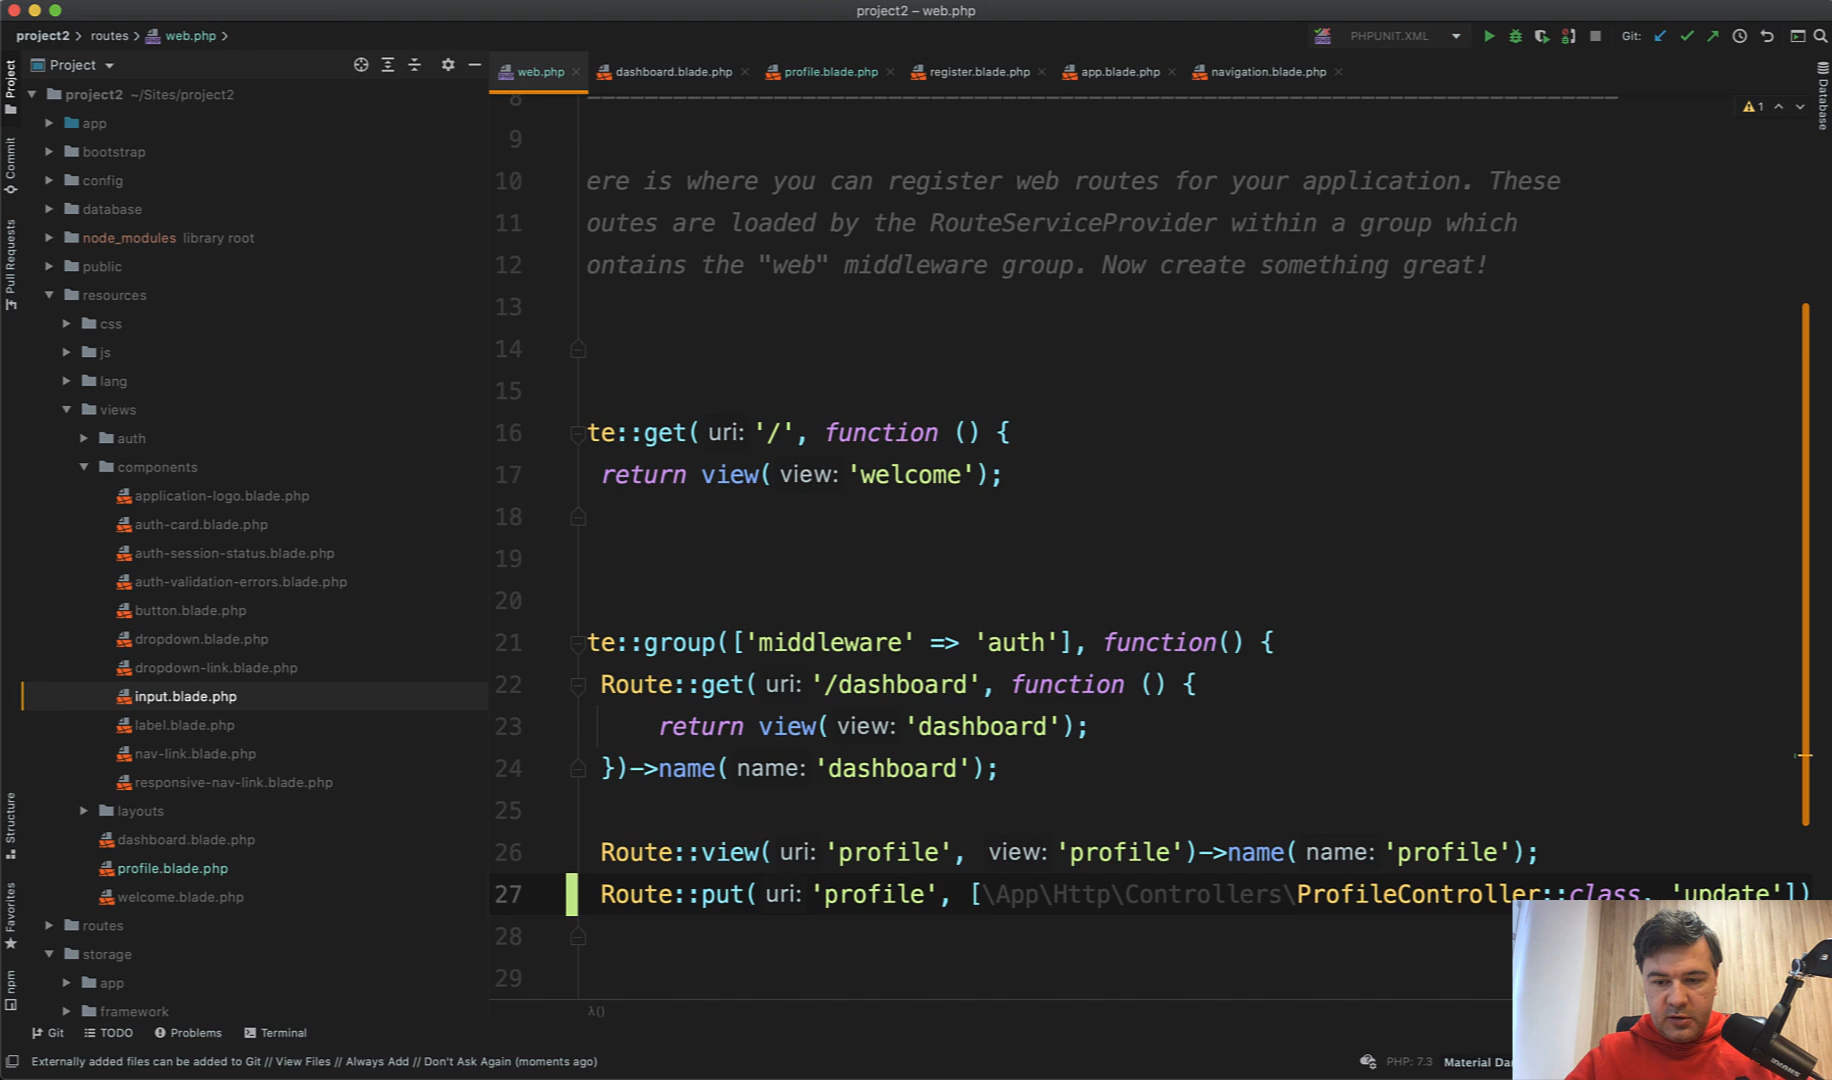 project2 – web.php
project2 routes web.php
PHPUNIT.XML
Git:
Project
web.php
dashboard.blade.php
profile.blade.php
register.blade.php
app.blade.php
navigation.blade.php
Project
Commit
Pull Requests
Structure
Favorites
npm
Database
1
project2 ~/Sites/project2
app
bootstrap
config
database
node_modules library root
public
resources
css
js
lang
views
auth
components
application-logo.blade.php
auth-card.blade.php
auth-session-status.blade.php
auth-validation-errors.blade.php
button.blade.php
dropdown.blade.php
dropdown-link.blade.php
input.blade.php
label.blade.php
nav-link.blade.php
responsive-nav-link.blade.php
layouts
dashboard.blade.php
profile.blade.php
welcome.blade.php
routes
storage
app
framework
8
9
10 ere is where you can register web routes for your application. These
11 outes are loaded by the RouteServiceProvider within a group which
12 ontains the "web" middleware group. Now create something great!
13
14
15
16 te::get( uri: '/', function () {
17 return view( view: 'welcome');
18
19
20
21 te::group(['middleware' => 'auth'], function() {
22 Route::get( uri: '/dashboard', function () {
23 return view( view: 'dashboard');
24 })->name( name: 'dashboard');
25
26 Route::view( uri: 'profile', view: 'profile')->name( name: 'profile');
27 Route::put( uri: 'profile', [\App\Http\Controllers\ProfileController::class, 'update'])
28
29
λ()
Git TODO Problems Terminal
Externally added files can be added to Git // View Files // Always Add // Don't Ask Again (moments ago)
PHP: 7.3